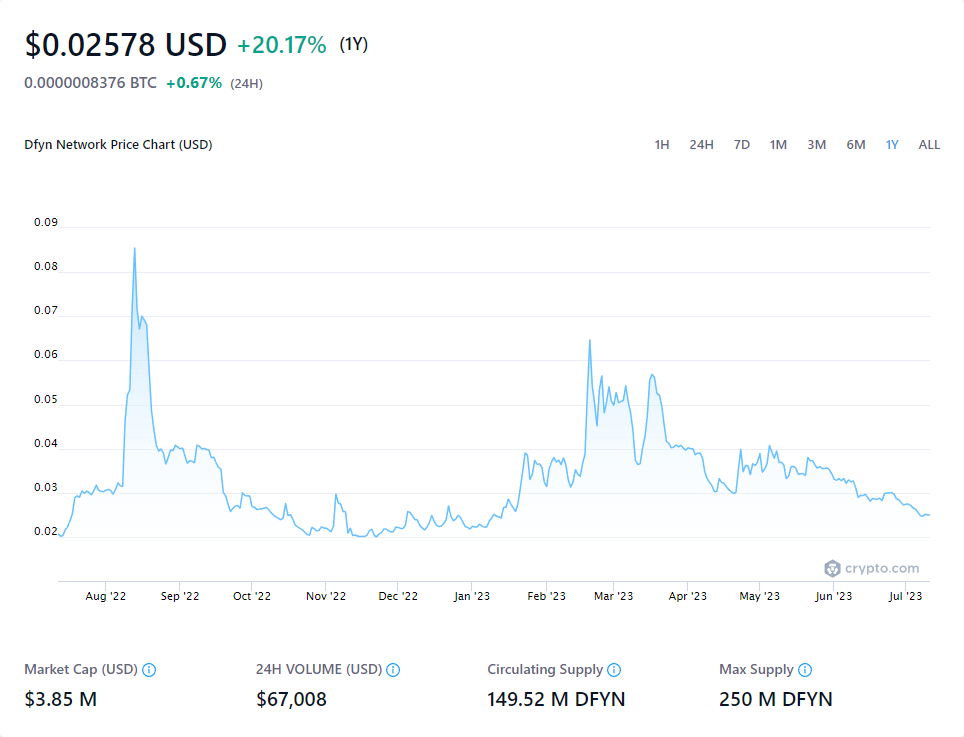 $0.02578 USD +20.17% (1Y)
0.0000008376 BTC +0.67% (24H)
Dfyn Network Price Chart (USD) 1H 24H 7D 1M 3M 6M 1Y ALL
0.09
0.08
0.07
0.06
0.05
0.04
0.03
0.02
crypto.com
Aug '22 Sep '22 Oct '22 Nov '22 Dec '22 Jan '23 Feb '23 Mar '23 Apr '23 May '23 Jun '23 Jul '23
Market Cap (USD) 24H VOLUME (USD) Circulating Supply Max Supply
$3.85 M $67,008 149.52 M DFYN 250 M DFYN